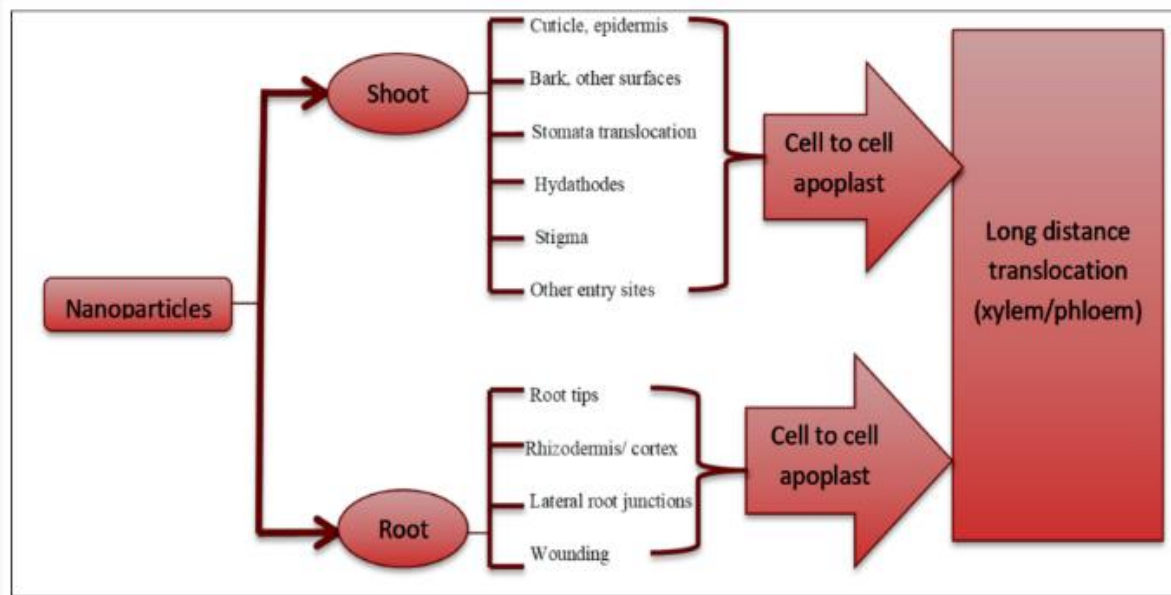 Nanoparticles
Shoot
Cuticle, epidermis
Bark, other surfaces
Stomata translocation
Hydathodes
Stigma
Other entry sites
Cell to cell
apoplast
Root
Root tips
Rhizodermis/ cortex
Lateral root junctions
Wounding
Cell to cell
apoplast
Long distance
translocation
(xylem/phloem)